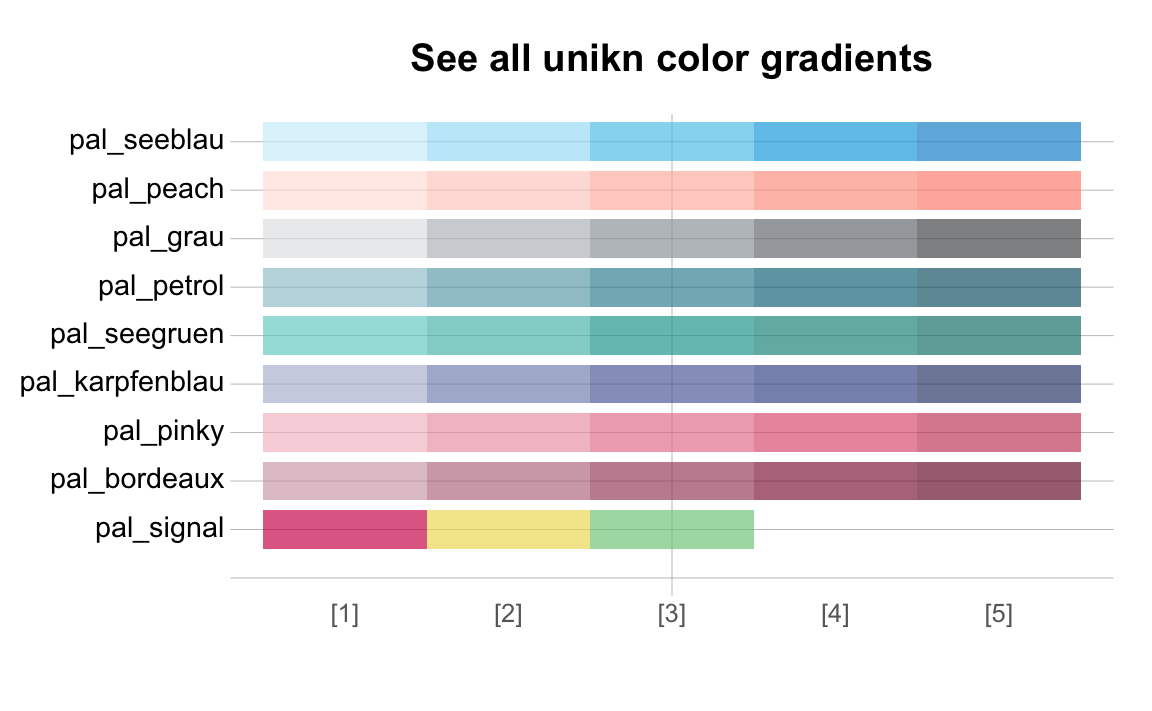 See all unikn color gradients
pal_seeblau
pal_peach
pal_grau
pal_petrol
pal_seegruen
pal_karpfenblau
pal_pinky
pal_bordeaux
pal_signal
[1] [2] [3] [4] [5]